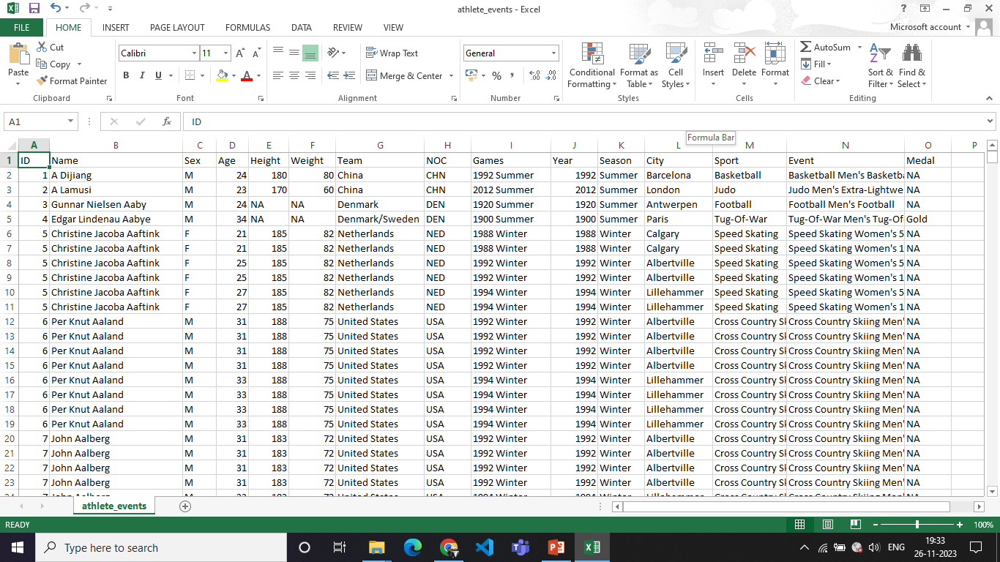 athlete_events - Excel
FILE HOME INSERT PAGE LAYOUT FORMULAS DATA REVIEW VIEW Microsoft account
Cut
Copy
Format Painter
Paste
Calibri 11
B I U
Wrap Text
Merge & Center
General
Conditional Formatting
Format as Table
Cell Styles
Insert Delete Format
AutoSum
Fill
Clear
Sort & Filter
Find & Select
Clipboard Font Alignment Number Styles Cells Editing
A1 fx ID
Formula Bar
A B C D E F G H I J K L M N O P
1 ID Name Sex Age Height Weight Team NOC Games Year Season City Sport Event Medal
2 1 A Dijiang M 24 180 80 China CHN 1992 Summer 1992 Summer Barcelona Basketball Basketball Men's Basketba NA
3 2 A Lamusi M 23 170 60 China CHN 2012 Summer 2012 Summer London Judo Judo Men's Extra-Lightwe NA
4 3 Gunnar Nielsen Aaby M 24 NA NA Denmark DEN 1920 Summer 1920 Summer Antwerpen Football Football Men's Football NA
5 4 Edgar Lindenau Aabye M 34 NA NA Denmark/Sweden DEN 1900 Summer 1900 Summer Paris Tug-Of-War Tug-Of-War Men's Tug-Of Gold
6 5 Christine Jacoba Aaftink F 21 185 82 Netherlands NED 1988 Winter 1988 Winter Calgary Speed Skating Speed Skating Women's 5 NA
7 5 Christine Jacoba Aaftink F 21 185 82 Netherlands NED 1988 Winter 1988 Winter Calgary Speed Skating Speed Skating Women's 1 NA
8 5 Christine Jacoba Aaftink F 25 185 82 Netherlands NED 1992 Winter 1992 Winter Albertville Speed Skating Speed Skating Women's 5 NA
9 5 Christine Jacoba Aaftink F 25 185 82 Netherlands NED 1992 Winter 1992 Winter Albertville Speed Skating Speed Skating Women's 1 NA
10 5 Christine Jacoba Aaftink F 27 185 82 Netherlands NED 1994 Winter 1994 Winter Lillehammer Speed Skating Speed Skating Women's 5 NA
11 5 Christine Jacoba Aaftink F 27 185 82 Netherlands NED 1994 Winter 1994 Winter Lillehammer Speed Skating Speed Skating Women's 1 NA
12 6 Per Knut Aaland M 31 188 75 United States USA 1992 Winter 1992 Winter Albertville Cross Country Sk Cross Country Skiing Men' NA
13 6 Per Knut Aaland M 31 188 75 United States USA 1992 Winter 1992 Winter Albertville Cross Country Sk Cross Country Skiing Men' NA
14 6 Per Knut Aaland M 31 188 75 United States USA 1992 Winter 1992 Winter Albertville Cross Country Sk Cross Country Skiing Men' NA
15 6 Per Knut Aaland M 31 188 75 United States USA 1992 Winter 1992 Winter Albertville Cross Country Sk Cross Country Skiing Men' NA
16 6 Per Knut Aaland M 33 188 75 United States USA 1994 Winter 1994 Winter Lillehammer Cross Country Sk Cross Country Skiing Men' NA
17 6 Per Knut Aaland M 33 188 75 United States USA 1994 Winter 1994 Winter Lillehammer Cross Country Sk Cross Country Skiing Men' NA
18 6 Per Knut Aaland M 33 188 75 United States USA 1994 Winter 1994 Winter Lillehammer Cross Country Sk Cross Country Skiing Men' NA
19 6 Per Knut Aaland M 33 188 75 United States USA 1994 Winter 1994 Winter Lillehammer Cross Country Sk Cross Country Skiing Men' NA
20 7 John Aalberg M 31 183 72 United States USA 1992 Winter 1992 Winter Albertville Cross Country Sk Cross Country Skiing Men' NA
21 7 John Aalberg M 31 183 72 United States USA 1992 Winter 1992 Winter Albertville Cross Country Sk Cross Country Skiing Men' NA
22 7 John Aalberg M 31 183 72 United States USA 1992 Winter 1992 Winter Albertville Cross Country Sk Cross Country Skiing Men' NA
23 7 John Aalberg M 31 183 72 United States USA 1992 Winter 1992 Winter Albertville Cross Country Sk Cross Country Skiing Men' NA
athlete_events
READY 100%
Type here to search
ENG
19:33
26-11-2023